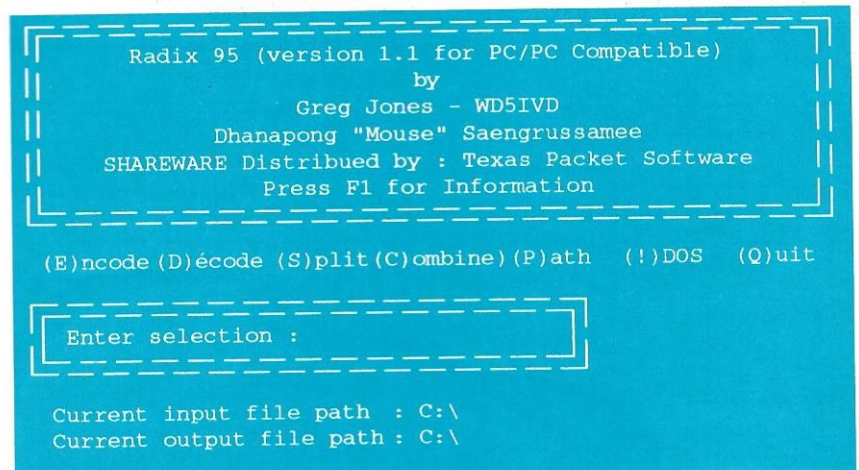 Radix 95 (version 1.1 for PC/PC Compatible)
by
Greg Jones - WD5IVD
Dhanapong "Mouse" Saengrussamee
SHAREWARE Distribued by : Texas Packet Software
Press F1 for Information
(E)ncode (D)écode (S)plit (C)ombine) (P)ath (!)DOS (Q)uit
Enter selection :
Current input file path : C:\
Current output file path : C:\